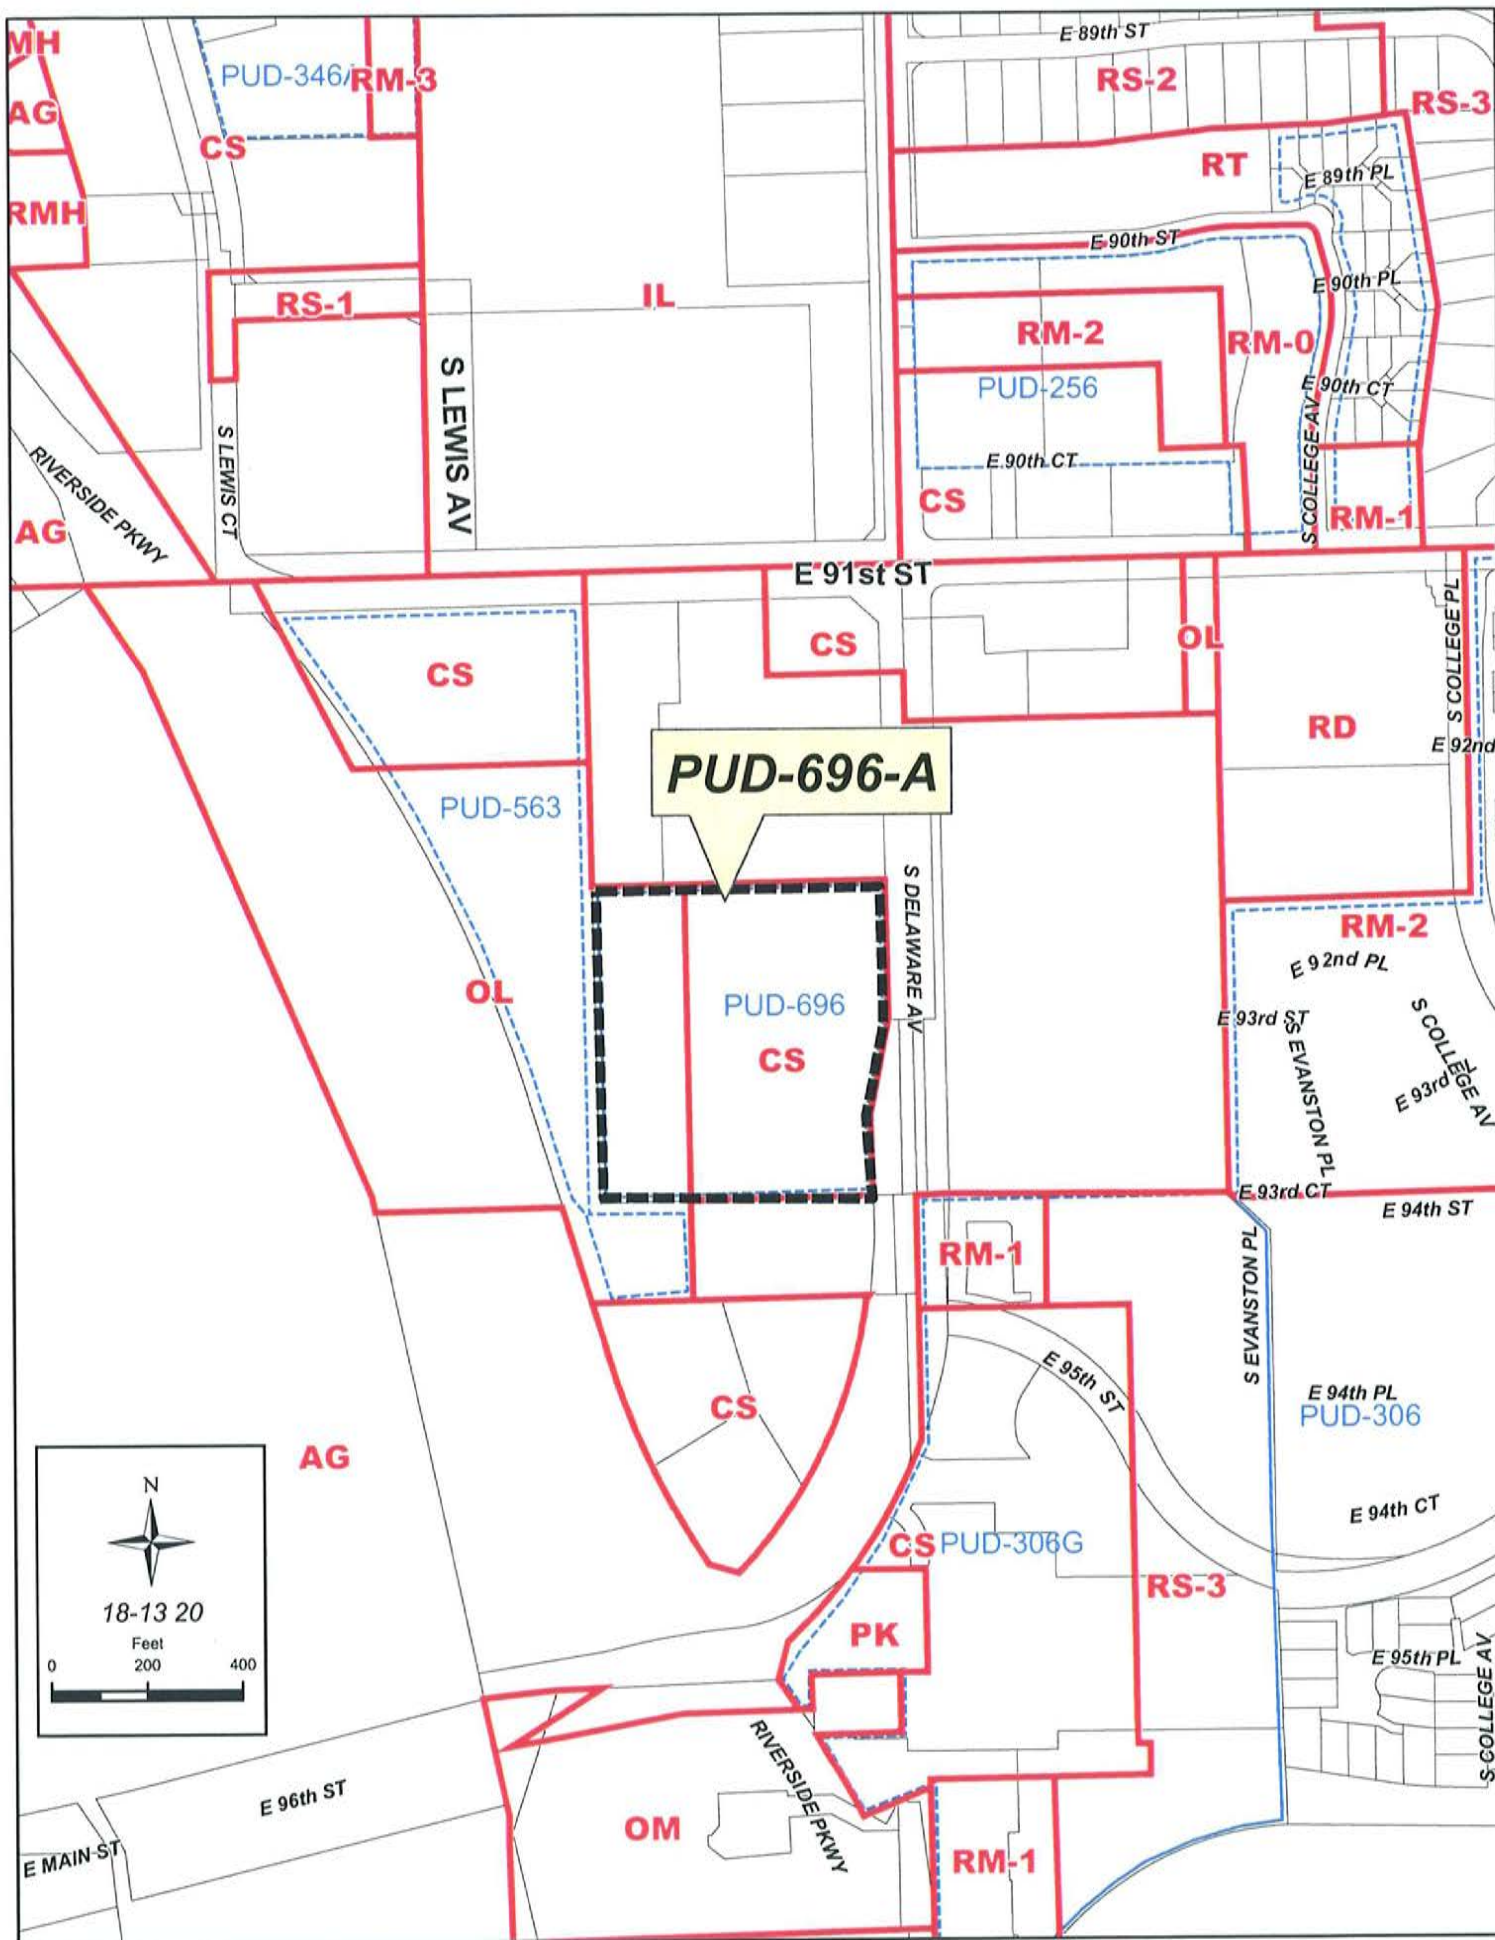 E 89th ST
MH
PUD-346A
RM-3
RS-2
RS-3
AG
CS
RT
E 89th PL
RMH
E 90th ST
E 90th PL
RS-1
IL
RM-2
RM-0
S LEWIS AV
PUD-256
E 90th CT
S COLLEGE AV
E 90th CT
S LEWIS CT
RIVERSIDE PKWY
CS
RM-1
AG
E 91st ST
CS
CS
OL
S COLLEGE PL
RD
E 92nd
PUD-696-A
PUD-563
S DELAWARE AV
RM-2
E 92nd PL
OL
PUD-696
E 93rd ST
S EVANSTON PL
S COLLEGE AV
CS
E 93rd
E 93rd CT
E 94th ST
RM-1
S EVANSTON PL
E 95th ST
E 94th PL
CS
PUD-306
AG
N
E 94th CT
CS
PUD-306G
RS-3
18-13 20
Feet
0 200 400
PK
E 95th PL
S COLLEGE AV
RIVERSIDE PKWY
E 96th ST
OM
E MAIN ST
RM-1